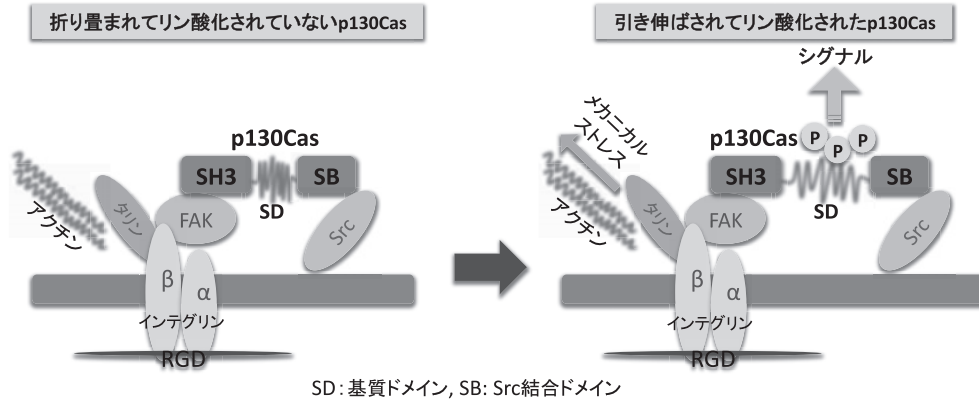 折り畳まれてリン酸化されていないp130Cas
p130Cas
SH3
SB
SD
アクチン
タリン
FAK
Src
β
α
インテグリン
RGD
引き伸ばされてリン酸化されたp130Cas
シグナル
メカニカル
ストレス
p130Cas
P
P
P
SH3
SB
SD
アクチン
タリン
FAK
Src
β
α
インテグリン
RGD
SD：基質ドメイン, SB: Src結合ドメイン